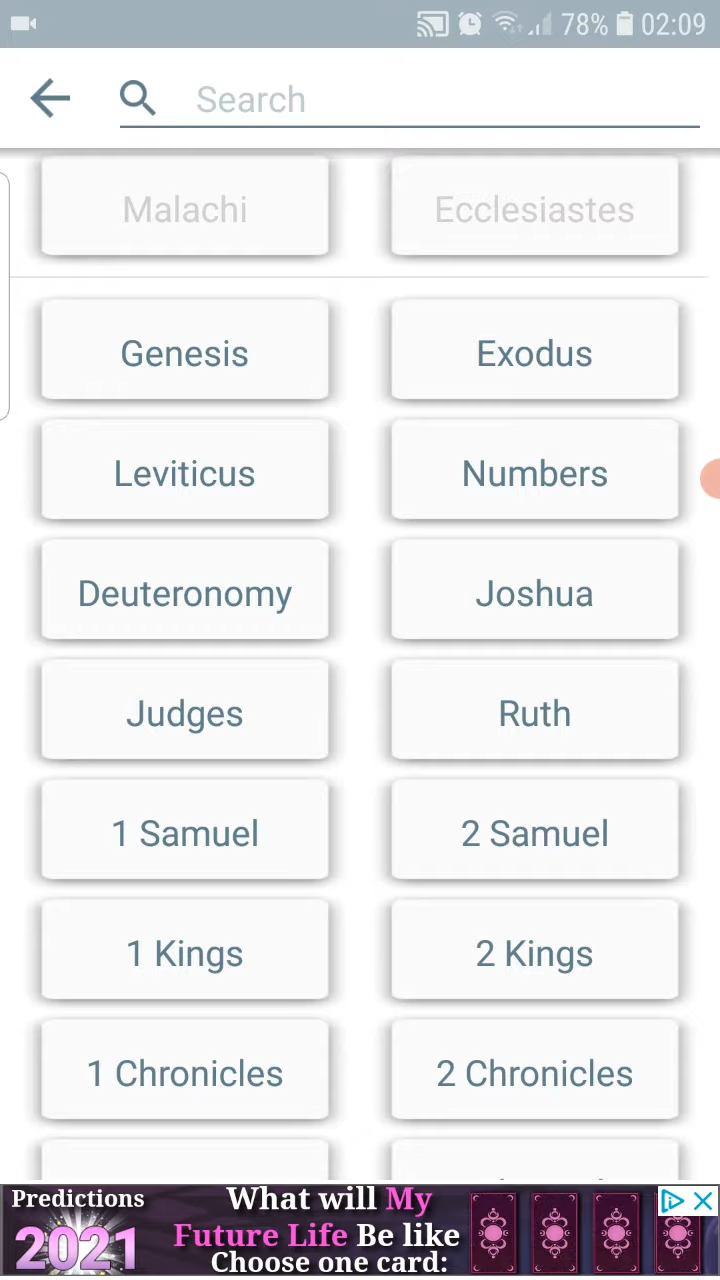 78% 02:09
Search
Malachi Ecclesiastes
Genesis Exodus
Leviticus Numbers
Deuteronomy Joshua
Judges Ruth
1 Samuel 2 Samuel
1 Kings 2 Kings
1 Chronicles 2 Chronicles
Predictions
2021
What will My
Future Life Be like
Choose one card: